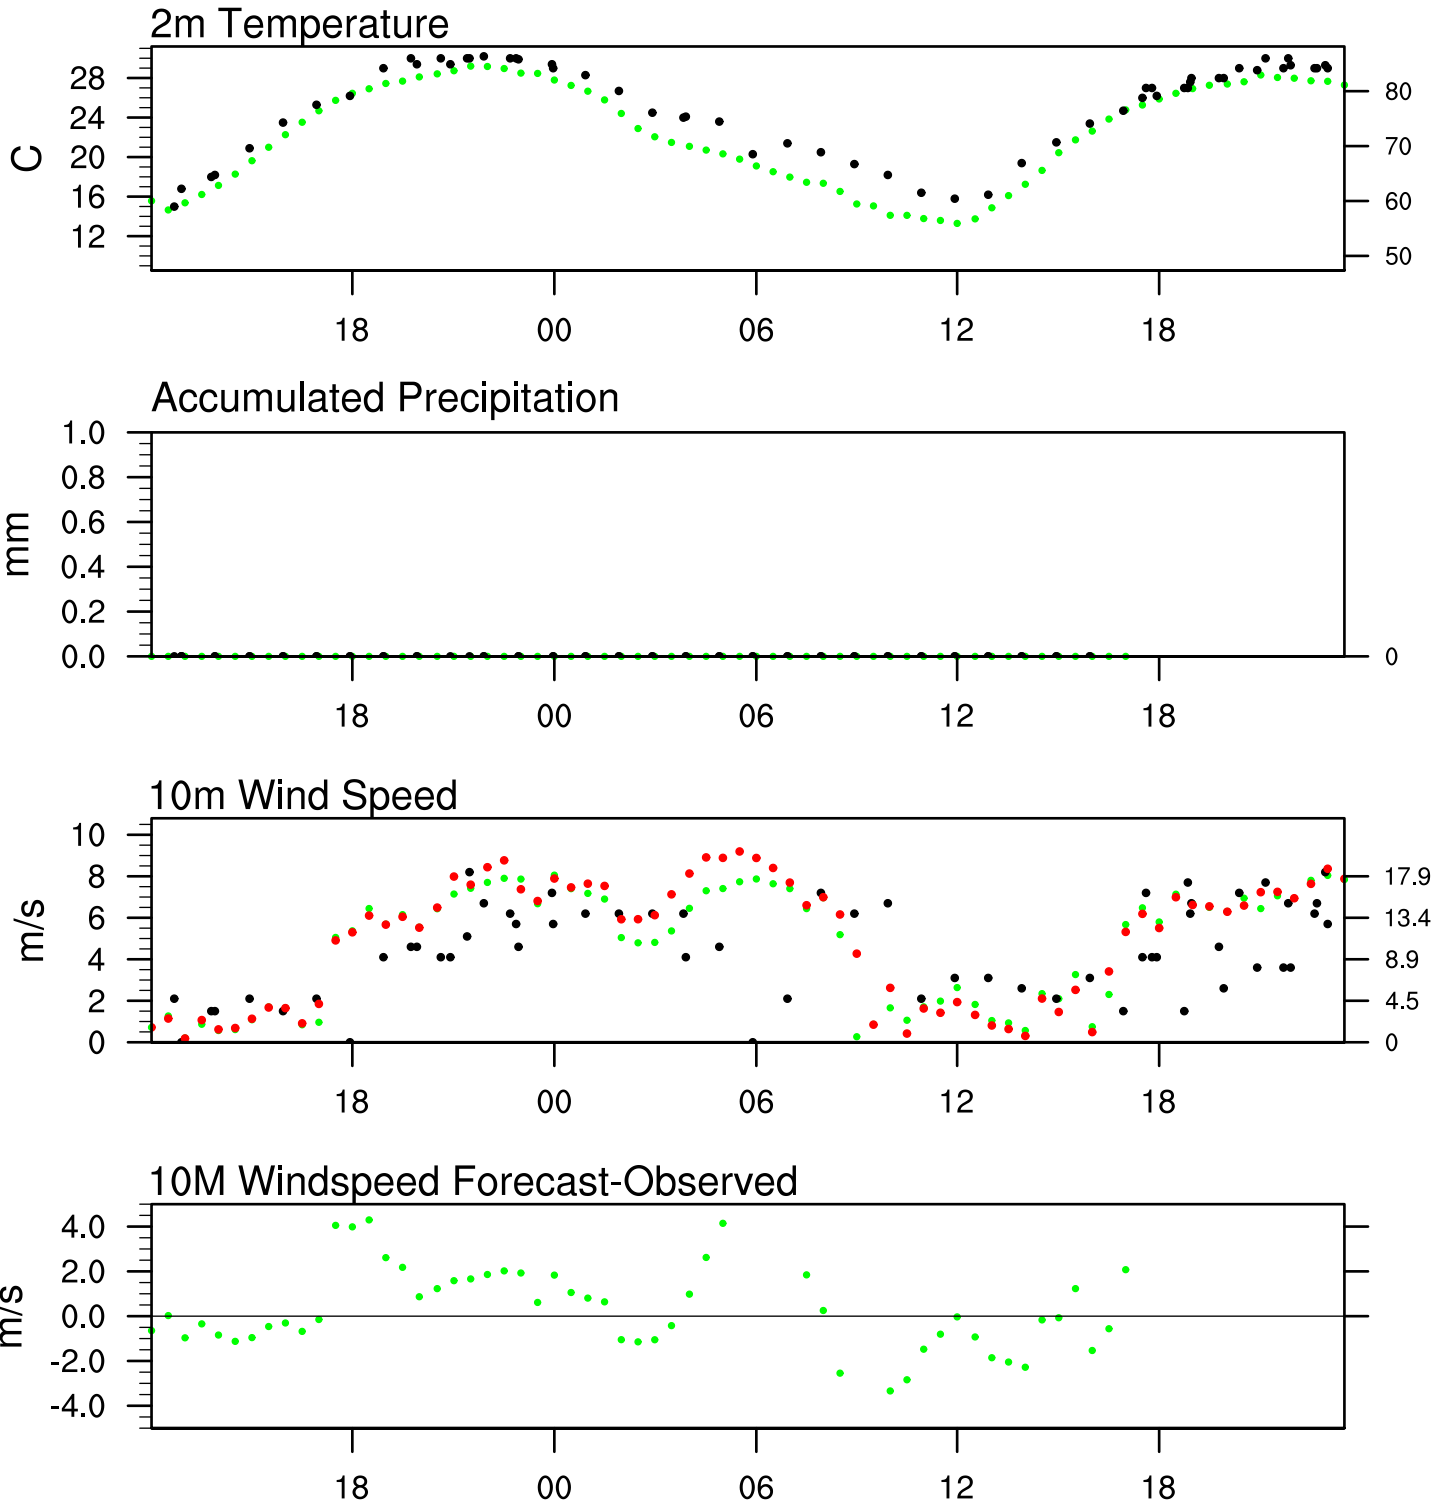 2m Temperature
28
24
20
16
12
C
80
70
60
50
18 00 06 12 18
Accumulated Precipitation
1.0
0.8
0.6
0.4
0.2
0.0
mm
0
18 00 06 12 18
10m Wind Speed
10
8
6
4
2
0
m/s
17.9
13.4
8.9
4.5
0
18 00 06 12 18
10M Windspeed Forecast-Observed
4.0
2.0
0.0
-2.0
-4.0
m/s
18 00 06 12 18